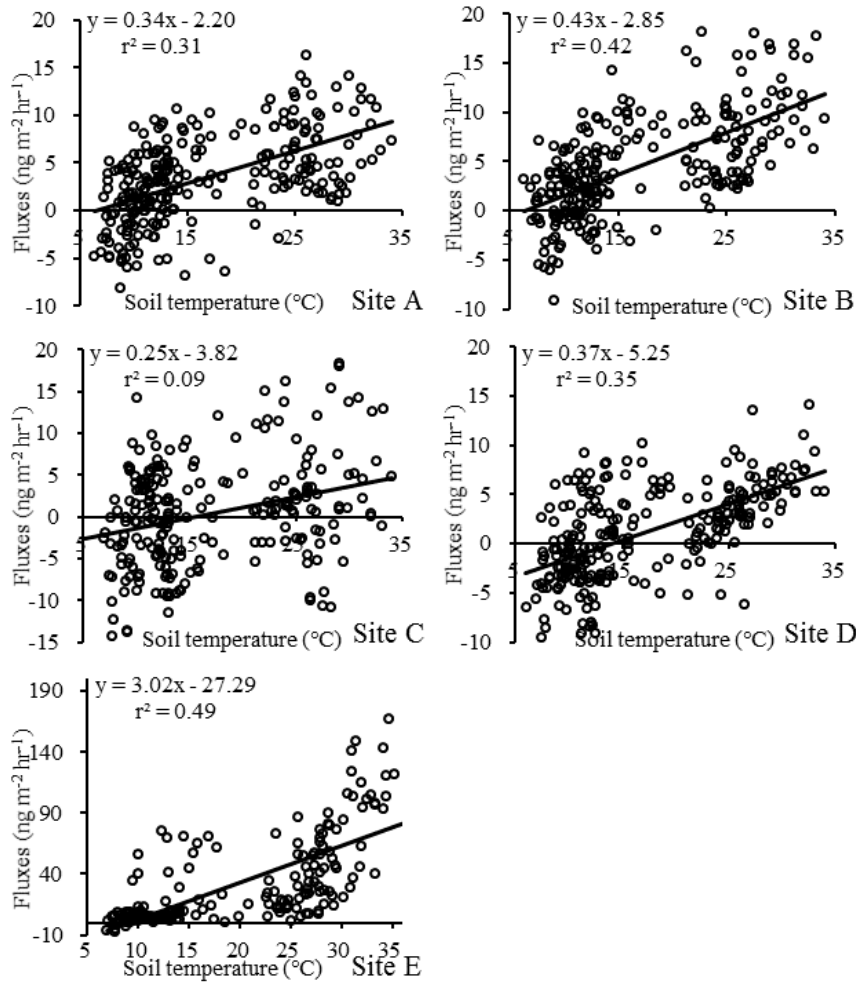 y = 0.34x - 2.20
r² = 0.31
20
15
10
5
0
-5
-10
5
15
25
35
Fluxes (ng m⁻² hr⁻¹)
Soil temperature (°C)
Site A
y = 0.43x - 2.85
r² = 0.42
20
15
10
5
0
-5
-10
5
15
25
35
Fluxes (ng m⁻² hr⁻¹)
Soil temperature (°C)
Site B
y = 0.25x - 3.82
r² = 0.09
20
15
10
5
0
-5
-10
-15
5
15
25
35
Fluxes (ng m⁻² hr⁻¹)
Soil temperature (°C)
Site C
y = 0.37x - 5.25
r² = 0.35
20
15
10
5
0
-5
-10
5
15
25
35
Fluxes (ng m⁻² hr⁻¹)
Soil temperature (°C)
Site D
y = 3.02x - 27.29
r² = 0.49
190
140
90
40
-10
5
10
15
20
25
30
35
Fluxes (ng m⁻² hr⁻¹)
Soil temperature (°C)
Site E